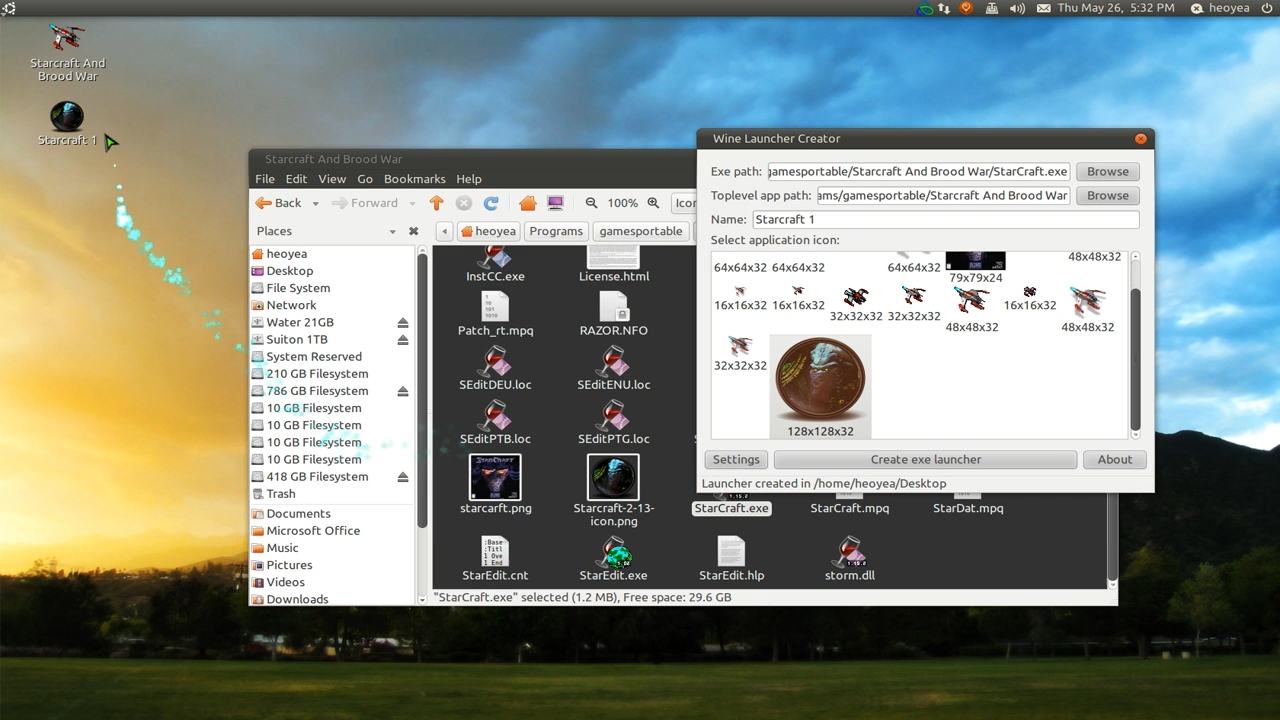 Thu May 26, 5:32 PM
heoyea
Starcraft And
Brood War
Starcraft 1
Starcraft And Brood War
File Edit View Go Bookmarks Help
Back Forward 100%
Places
heoyea Programs gamesportable
heoyea
Desktop
File System
Network
Water 21GB
Suiton 1TB
System Reserved
210 GB Filesystem
786 GB Filesystem
10 GB Filesystem
10 GB Filesystem
10 GB Filesystem
10 GB Filesystem
418 GB Filesystem
Trash
Documents
Microsoft Office
Music
Pictures
Videos
Downloads
InstCC.exe License.html
Patch_rt.mpq RAZOR.NFO
SEditDEU.loc SEditENU.loc
SEditPTB.loc SEditPTG.loc
starcarft.png Starcraft-2-13-
icon.png StarCraft.exe StarCraft.mpq StarDat.mpq
StarEdit.cnt StarEdit.exe StarEdit.hlp storm.dll
"StarCraft.exe" selected (1.2 MB), Free space: 29.6 GB
Wine Launcher Creator
Exe path: gamesportable/Starcraft And Brood War/StarCraft.exe Browse
Toplevel app path: ams/gamesportable/Starcraft And Brood War Browse
Name: Starcraft 1
Select application icon:
64x64x32 64x64x32 64x64x32 79x79x24 48x48x32
16x16x32 16x16x32 32x32x32 32x32x32 48x48x32 16x16x32 48x48x32
32x32x32 128x128x32
Settings Create exe launcher About
Launcher created in /home/heoyea/Desktop